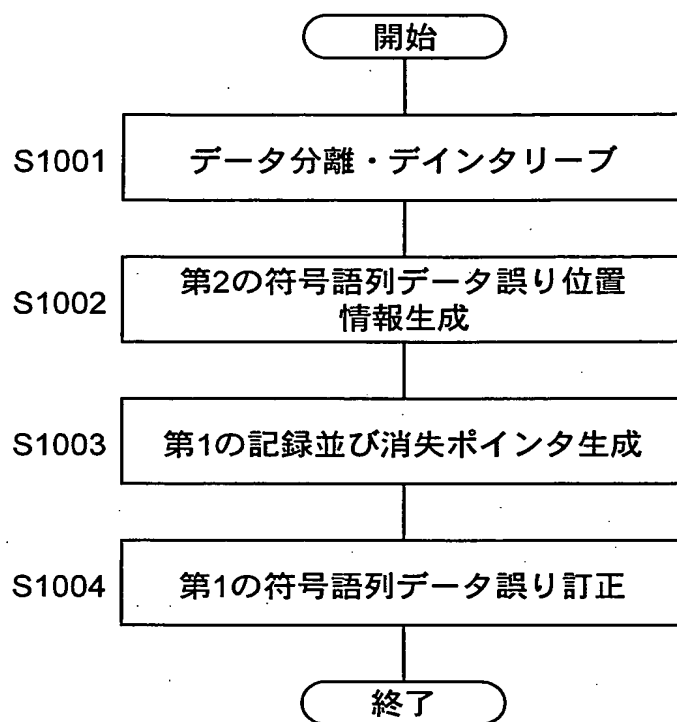 開始
S1001
データ分離・デインタリーブ
S1002
第2の符号語列データ誤り位置
情報生成
S1003
第1の記録並び消失ポインタ生成
S1004
第1の符号語列データ誤り訂正
終了